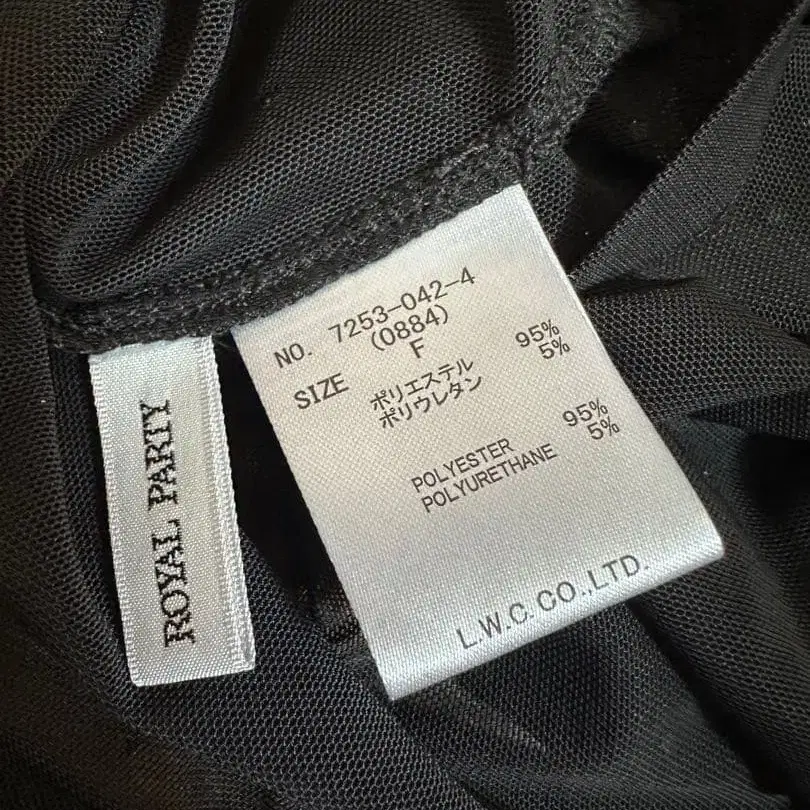 ROYAL PARTY
NO. 7253-042-4
(0884)
SIZE F
ポリエステル 95%
ポリウレタン 5%
POLYESTER 95%
POLYURETHANE 5%
L.W.C. CO.,LTD.